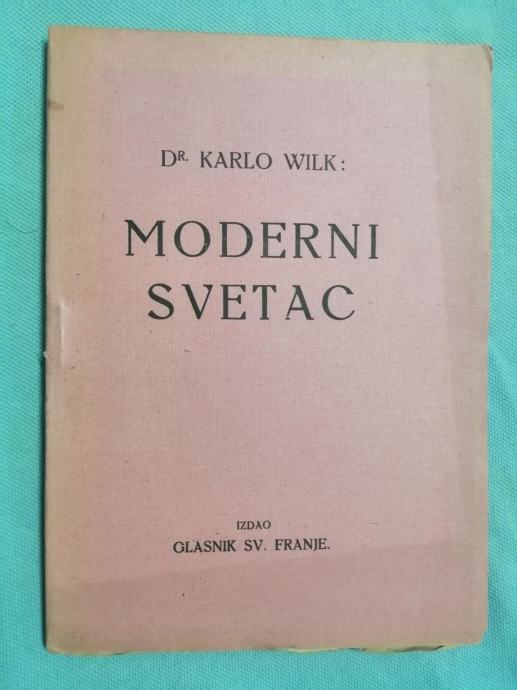 DR. KARLO WILK:
MODERNI
SVETAC
IZDAO
GLASNIK SV. FRANJE.